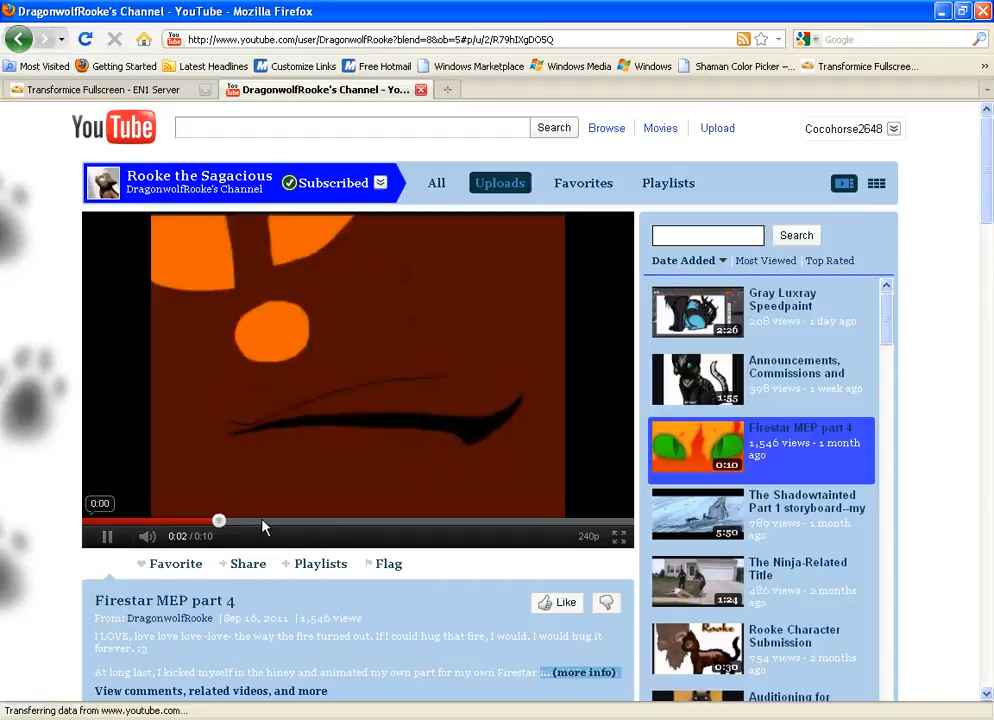 DragonwolfRooke's Channel - YouTube - Mozilla Firefox
http://www.youtube.com/user/DragonwolfRooke?blend=8&ob=5#p/u/2/R79hIXgDO5Q
Google
Most Visited Getting Started Latest Headlines Customize Links Free Hotmail Windows Marketplace Windows Media Windows Shaman Color Picker —... Transformice Fullscree...
Transformice Fullscreen - EN1 Server
DragonwolfRooke's Channel - Yo...
YouTube
Search
Browse
Movies
Upload
Cocohorse2648
Rooke the Sagacious
DragonwolfRooke's Channel
Subscribed
All
Uploads
Favorites
Playlists
Search
Date Added
Most Viewed
Top Rated
Gray Luxray
Speedpaint
208 views - 1 day ago
2:26
Announcements,
Commissions and
398 views - 1 week ago
1:55
Firestar MEP part 4
1,546 views - 1 month
ago
0:10
The Shadowtainted
Part 1 storyboard--my
789 views - 1 month
ago
5:50
The Ninja-Related
Title
486 views - 2 months
ago
1:24
Rooke Character
Submission
754 views - 2 months
ago
Rooke
0:30
Auditioning for
0:00
0:02 / 0:10
240p
Favorite
Share
Playlists
Flag
Firestar MEP part 4
Like
From: DragonwolfRooke | Sep 16, 2011 | 1,546 views
I LOVE, love love love -love- the way the fire turned out. If I could hug that fire, I would. I would hug it
forever. :3
At long last, I kicked myself in the hiney and animated my own part for my own Firestar ... (more info)
View comments, related videos, and more
Transferring data from www.youtube.com...